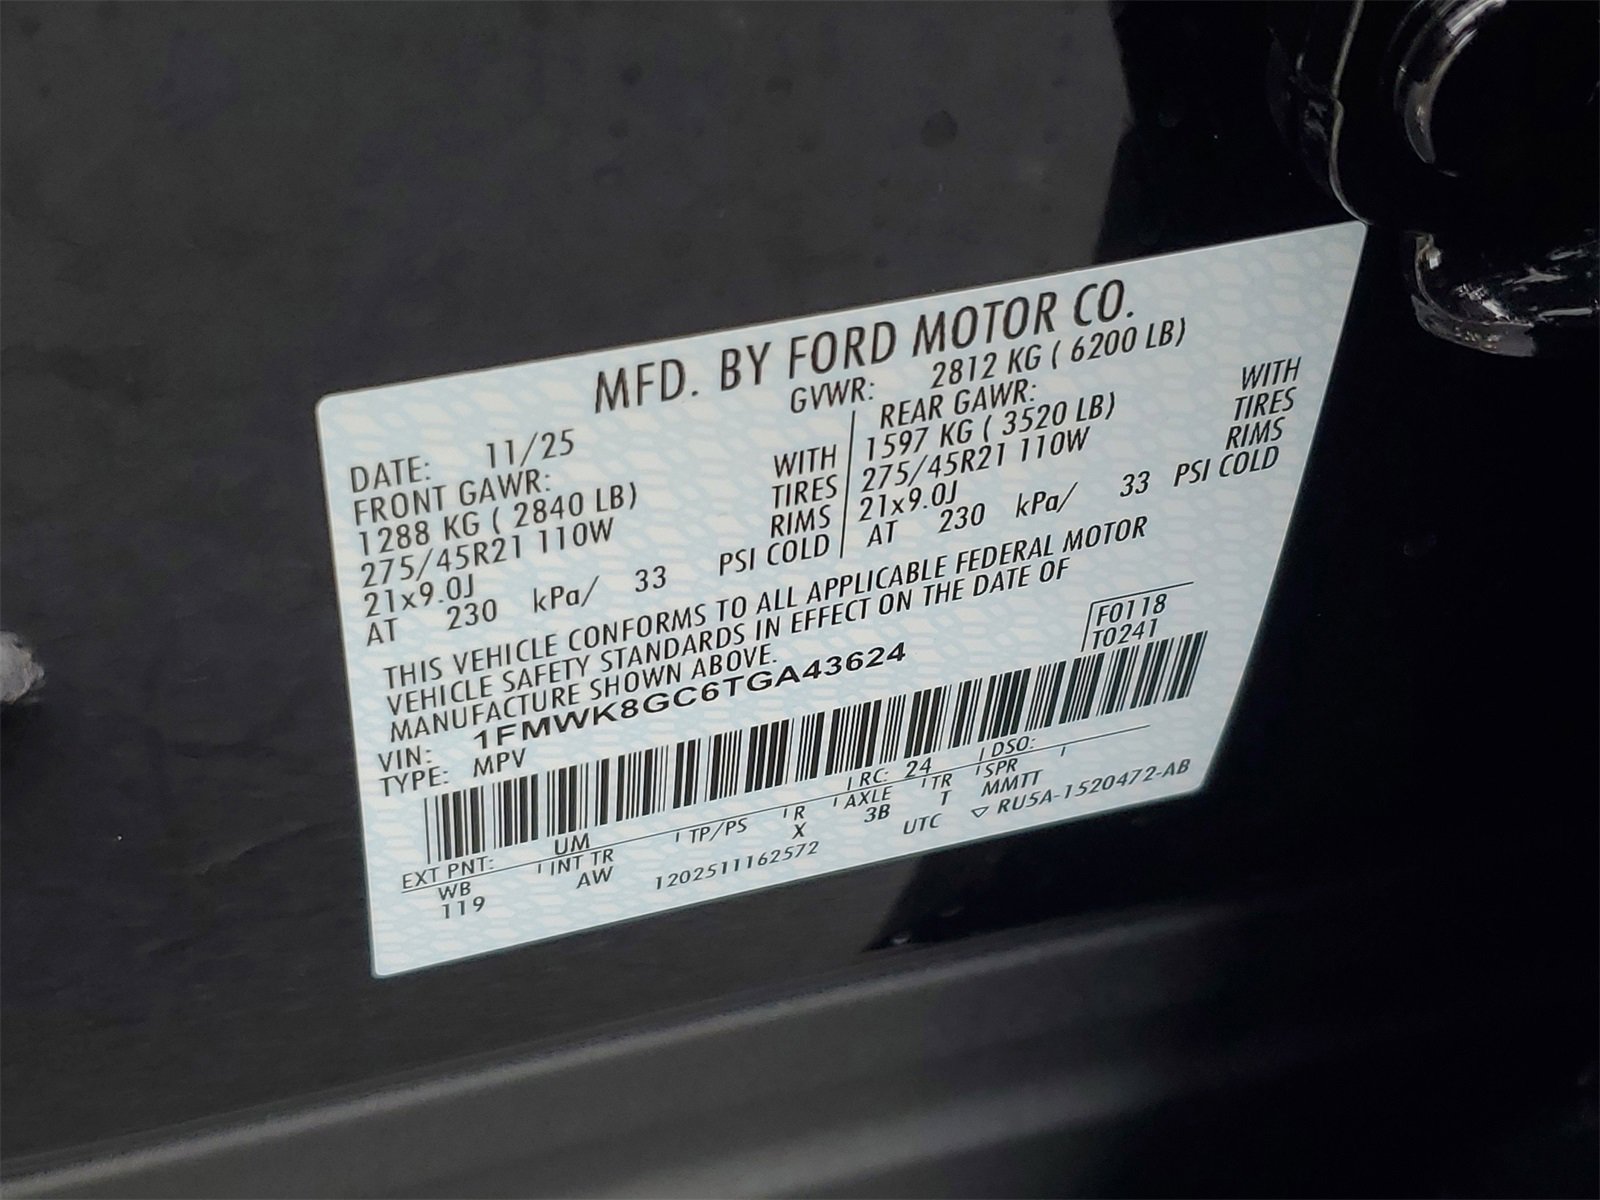 MFD. BY FORD MOTOR CO.
DATE: 11/25 GVWR: 2812 KG ( 6200 LB)
FRONT GAWR: REAR GAWR:
1288 KG ( 2840 LB) WITH 1597 KG ( 3520 LB) WITH
275/45R21 110W TIRES 275/45R21 110W TIRES
21x9.0J RIMS 21x9.0J RIMS
AT 230 kPa/ 33 PSI COLD AT 230 kPa/ 33 PSI COLD
THIS VEHICLE CONFORMS TO ALL APPLICABLE FEDERAL MOTOR
VEHICLE SAFETY STANDARDS IN EFFECT ON THE DATE OF
MANUFACTURE SHOWN ABOVE.
VIN: 1FMWK8GC6TGA43624 F0118
TYPE: MPV T0241
EXT PNT: UM RC: 24 DSO:
WB INT TR TP/PS R AXLE TR SPR
119 AW X 3B T MMTT
1202511162572 UTC ▽ RU5A-1520472-AB